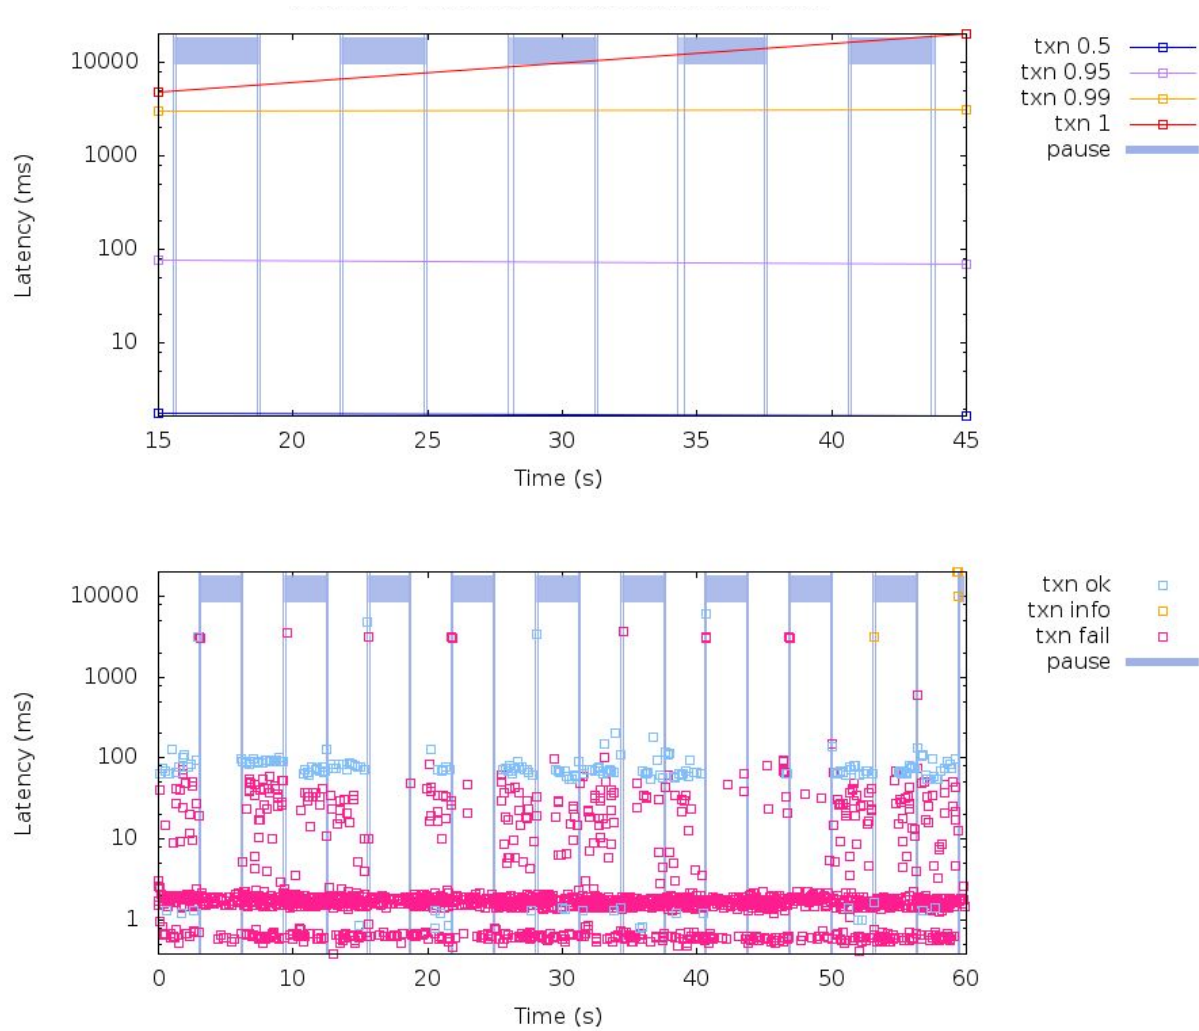 10000
1000
100
10
Latency (ms)
15 20 25 30 35 40 45
Time (s)
txn 0.5
txn 0.95
txn 0.99
txn 1
pause
10000
1000
100
10
1
Latency (ms)
0 10 20 30 40 50 60
Time (s)
txn ok
txn info
txn fail
pause